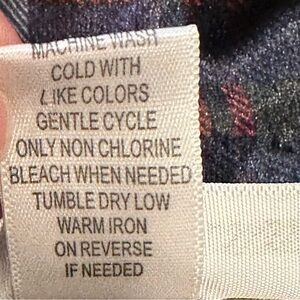 MACHINE WASH
COLD WITH
LIKE COLORS
GENTLE CYCLE
ONLY NON CHLORINE
BLEACH WHEN NEEDED
TUMBLE DRY LOW
WARM IRON
ON REVERSE
IF NEEDED